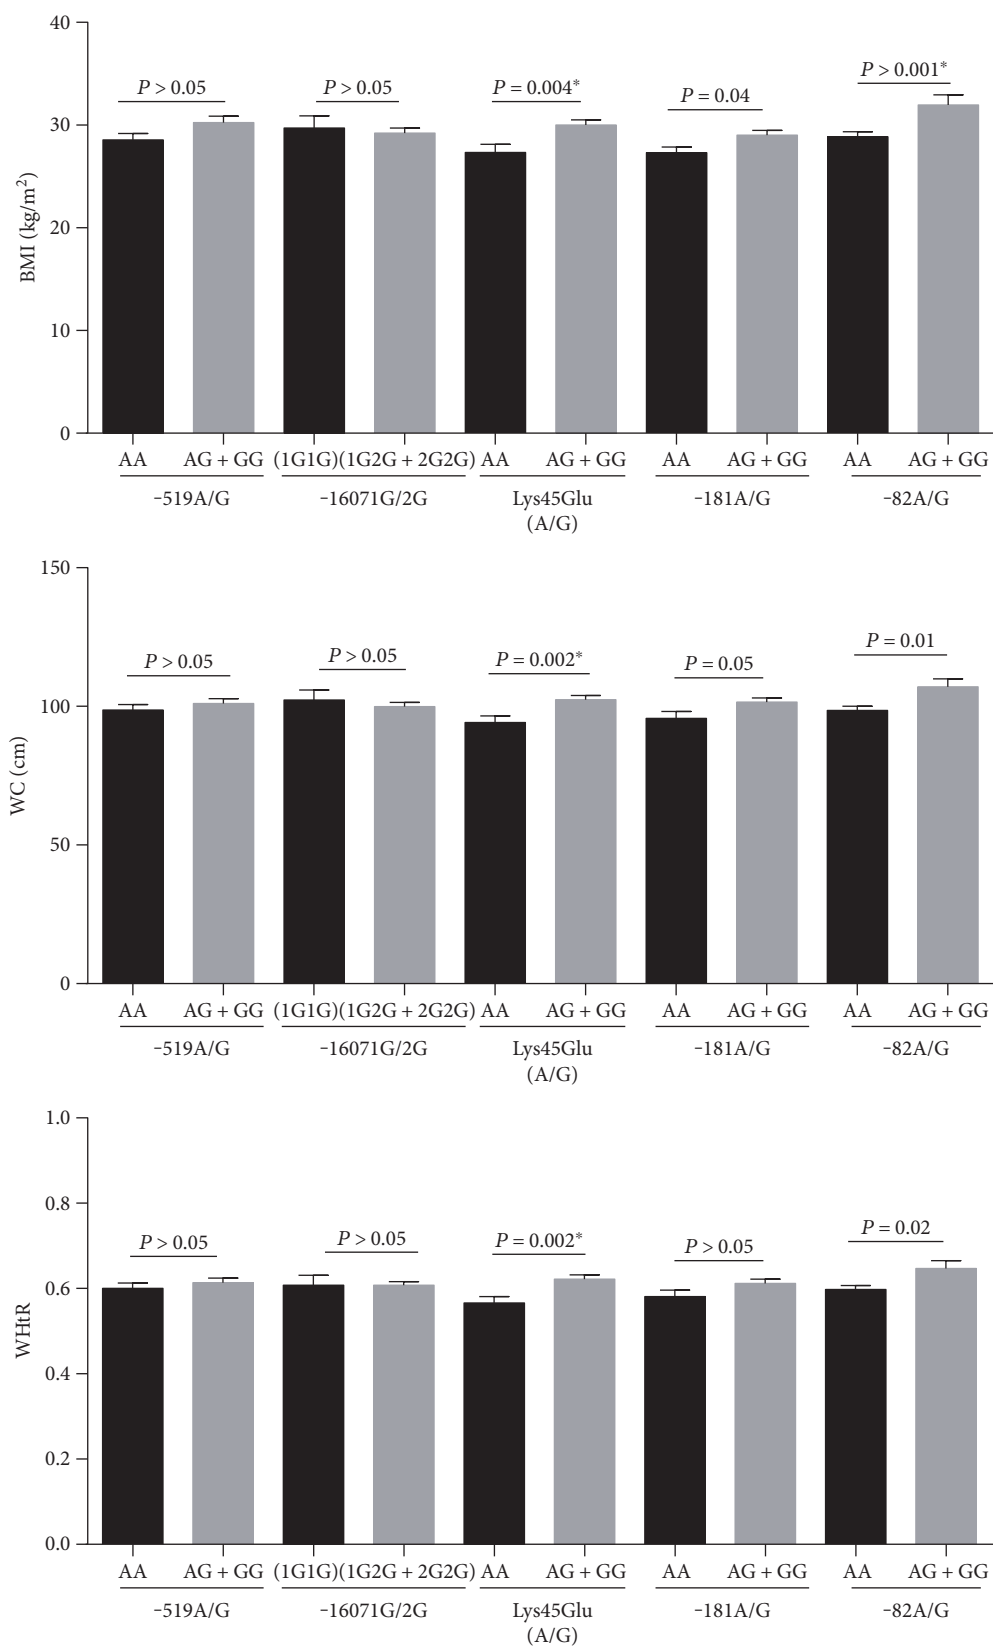 40
30
20
10
0
BMI (kg/m²)
P > 0.05
P > 0.05
P = 0.004*
P = 0.04
P > 0.001*
AA AG + GG (1G1G)(1G2G + 2G2G) AA AG + GG AA AG + GG AA AG + GG
-519A/G -16071G/2G Lys45Glu -181A/G -82A/G
(A/G)
150
100
50
0
WC (cm)
P > 0.05
P > 0.05
P = 0.002*
P = 0.05
P = 0.01
AA AG + GG (1G1G)(1G2G + 2G2G) AA AG + GG AA AG + GG AA AG + GG
-519A/G -16071G/2G Lys45Glu -181A/G -82A/G
(A/G)
1.0
0.8
0.6
0.4
0.2
0.0
WHtR
P > 0.05
P > 0.05
P = 0.002*
P > 0.05
P = 0.02
AA AG + GG (1G1G)(1G2G + 2G2G) AA AG + GG AA AG + GG AA AG + GG
-519A/G -16071G/2G Lys45Glu -181A/G -82A/G
(A/G)